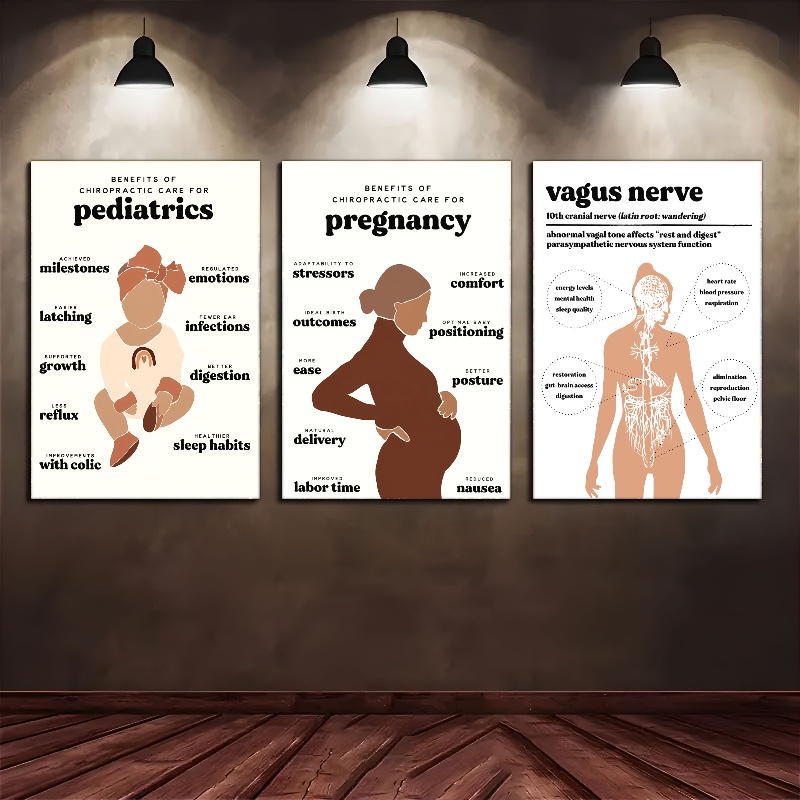 BENEFITS OF
CHIROPRACTIC CARE FOR
pediatrics
ACHIEVED
milestones
REGULATED
emotions
EASIER
latching
FEWER EAR
infections
SUPPORTED
growth
BETTER
digestion
LESS
reflux
HEALTHIER
sleep habits
IMPROVEMENTS
with colic
BENEFITS OF
CHIROPRACTIC CARE FOR
pregnancy
ADAPTABILITY TO
stressors
INCREASED
comfort
IDEAL BIRTH
outcomes
OPTIMAL BABY
positioning
MORE
ease
BETTER
posture
NATURAL
delivery
IMPROVED
labor time
REDUCED
nausea
vagus nerve
10th cranial nerve (latin root: wandering)
abnormal vagal tone affects "rest and digest"
parasympathetic nervous system function
energy levels
mental health
sleep quality
heart rate
blood pressure
respiration
restoration
gut-brain access
digestion
elimination
reproduction
pelvic floor